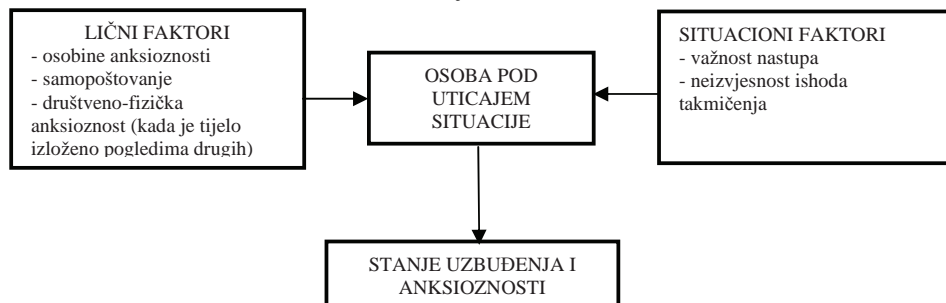 LIČNI FAKTORI
- osobine anksioznosti
- samopoštovanje
- društveno-fizička
anksioznost (kada je tijelo
izloženo pogledima drugih)
OSOBA POD
UTICAJEM
SITUACIJE
SITUACIONI FAKTORI
- važnost nastupa
- neizvjesnost ishoda
takmičenja
STANJE UZBUĐENJA I
ANKSIOZNOSTI